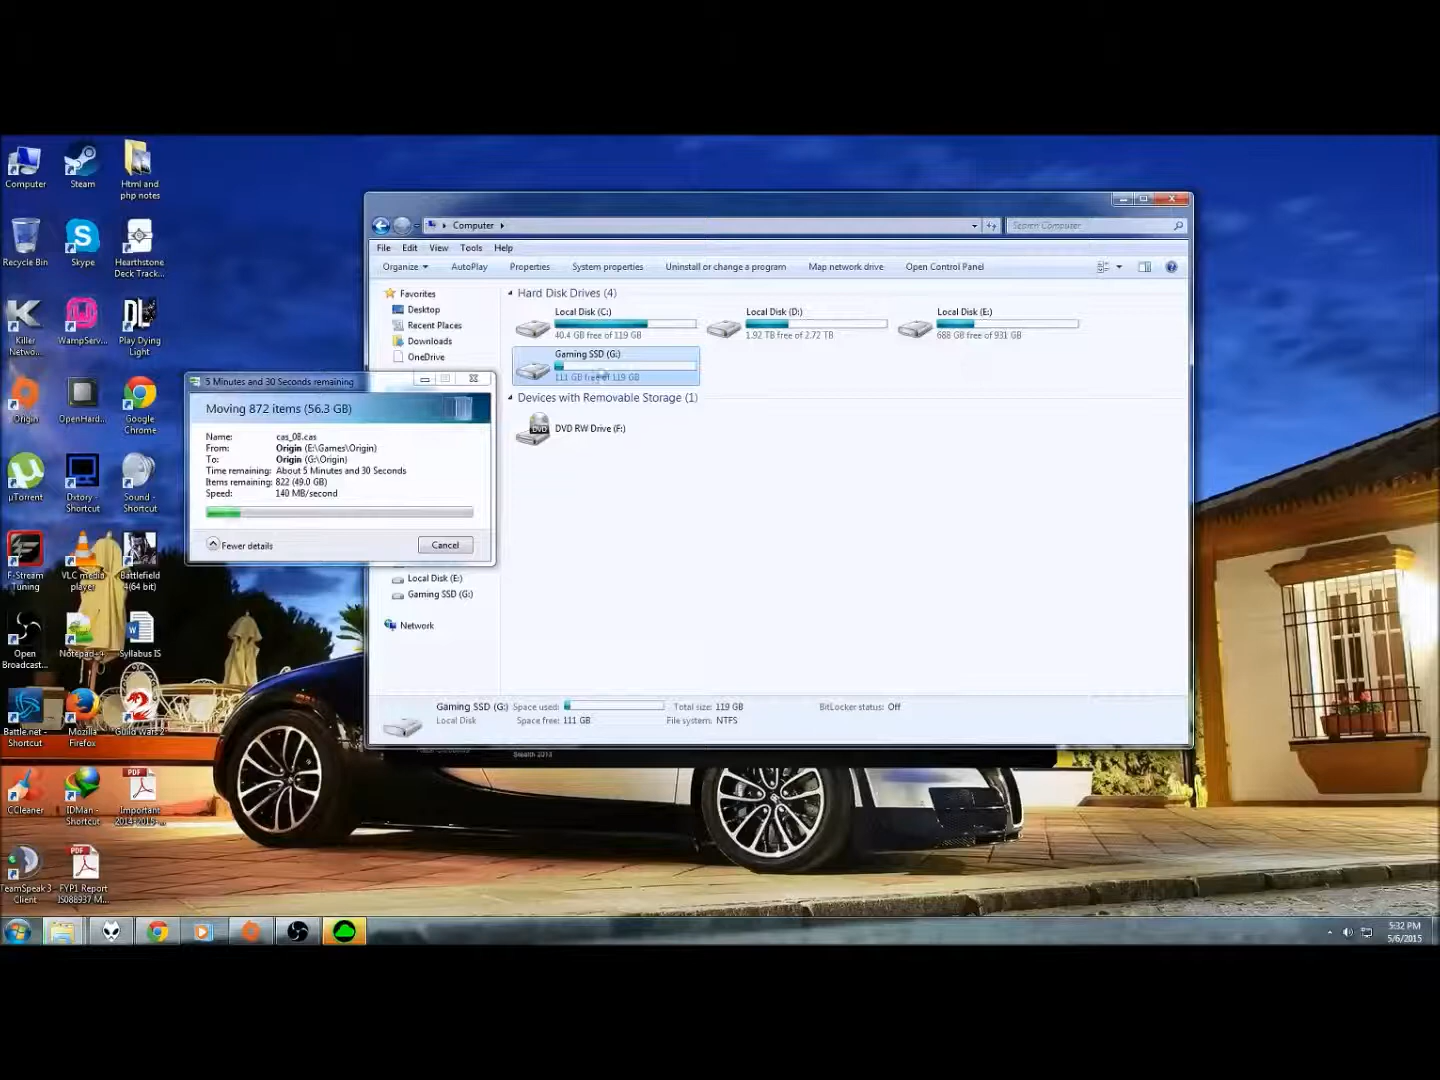 Computer
Steam
Html and
php notes
Recycle Bin
Skype
Hearthstone
Deck Track...
Killer
Netwo...
WampServ...
Play Dying
Light
Origin
OpenHard...
Google
Chrome
µTorrent
Dxtory -
Shortcut
Sound -
Shortcut
F-Stream
Tuning
VLC media
player
Battlefield
4(64 bit)
Open
Broadcast...
Notepad++
Syllabus IS
Battle.net -
Shortcut
Mozilla
Firefox
Guild Wars 2
CCleaner
IDMan -
Shortcut
PDF
Important
2014-2015-...
TeamSpeak 3
Client
PDF
FYP1 Report
IS088937 M...
Computer
Search Computer
File Edit View Tools Help
Organize AutoPlay Properties System properties Uninstall or change a program Map network drive Open Control Panel
Favorites
Desktop
Recent Places
Downloads
OneDrive
Local Disk (E:)
Gaming SSD (G:)
Network
Hard Disk Drives (4)
Local Disk (C:)
40.4 GB free of 119 GB
Local Disk (D:)
1.92 TB free of 2.72 TB
Local Disk (E:)
688 GB free of 931 GB
Gaming SSD (G:)
111 GB free of 119 GB
Devices with Removable Storage (1)
DVD
DVD RW Drive (F:)
5 Minutes and 30 Seconds remaining
Moving 872 items (56.3 GB)
Name: cas_08.cas
From: Origin (E:\Games\Origin)
To: Origin (G:\Origin)
Time remaining: About 5 Minutes and 30 Seconds
Items remaining: 822 (49.0 GB)
Speed: 140 MB/second
Fewer details
Cancel
Gaming SSD (G:) Space used: Total size: 119 GB BitLocker status: Off
Local Disk Space free: 111 GB File system: NTFS
Stealth 2013
5:32 PM
5/6/2015